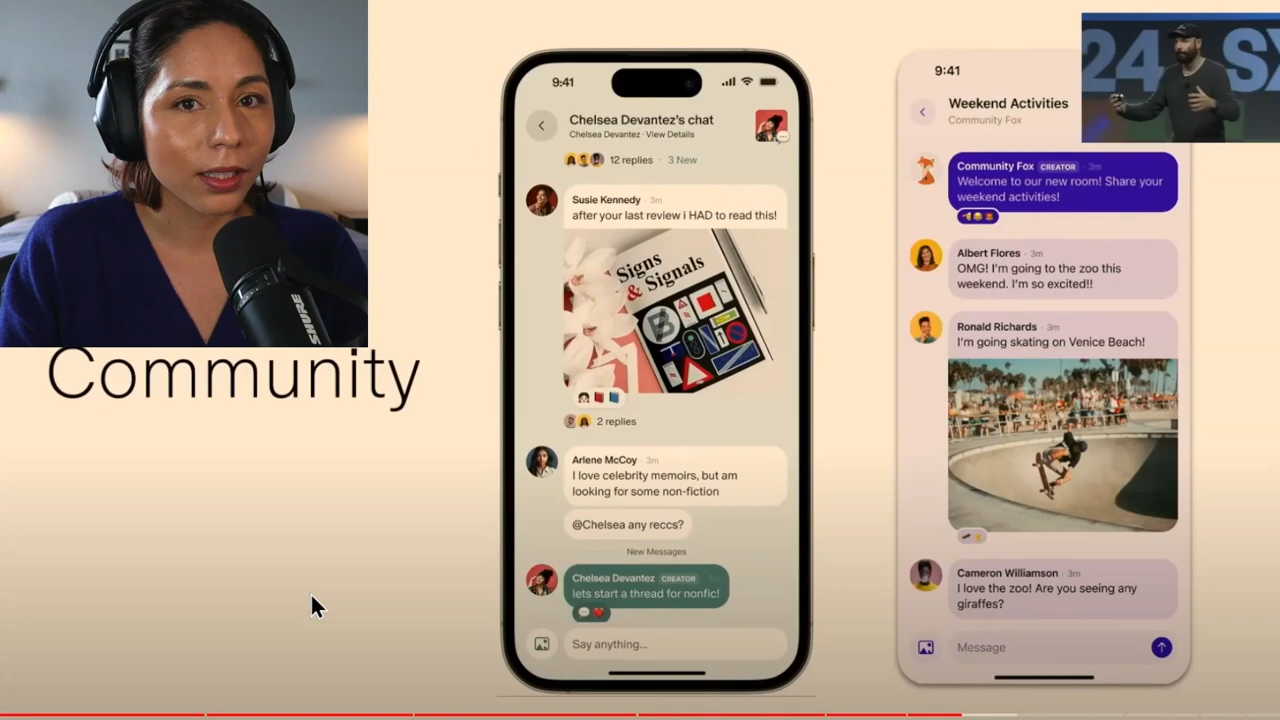 24 SX
SHURE
Community
9:41
Chelsea Devantez's chat
Chelsea Devantez · View Details
12 replies · 3 New
Susie Kennedy · 3m
after your last review i HAD to read this!
Signs
& Signals
2 replies
Arlene McCoy · 3m
I love celebrity memoirs, but am
looking for some non-fiction
@Chelsea any reccs?
New Messages
Chelsea Devantez CREATOR
lets start a thread for nonfic!
Say anything...
9:41
Weekend Activities
Community Fox
Community Fox CREATOR · 3m
Welcome to our new room! Share your
weekend activities!
Albert Flores · 3m
OMG! I'm going to the zoo this
weekend. I'm so excited!!
Ronald Richards · 3m
I'm going skating on Venice Beach!
Cameron Williamson · 3m
I love the zoo! Are you seeing any
giraffes?
Message